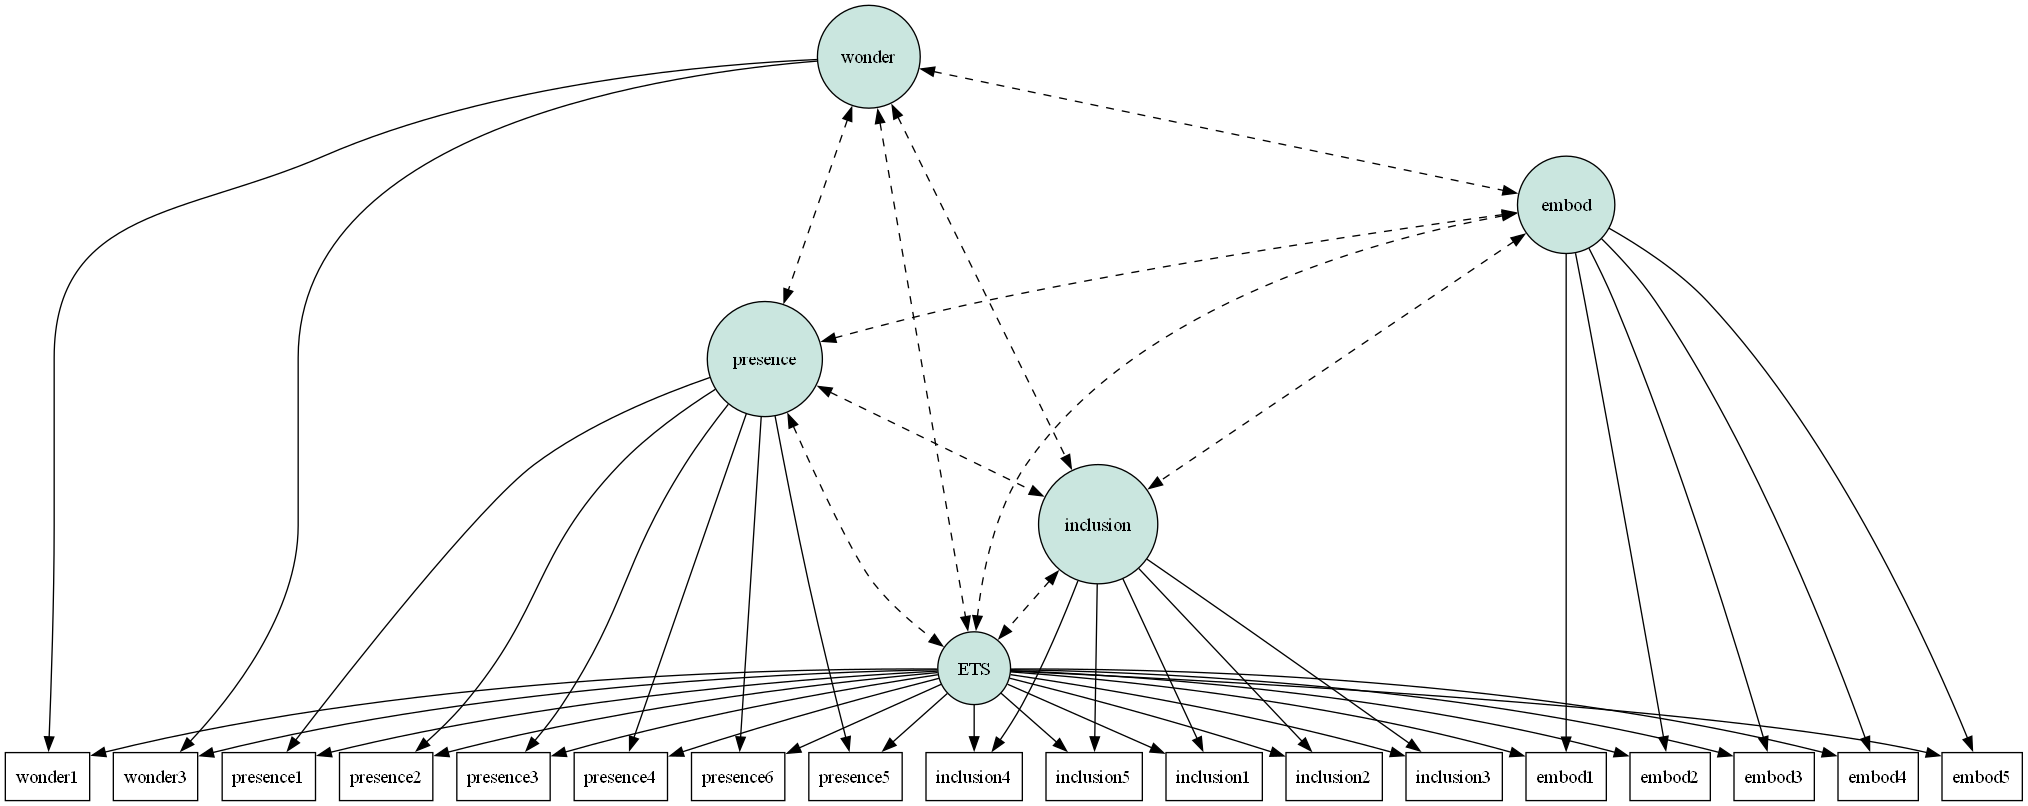 wonder
embod
presence
inclusion
ETS
wonder1
wonder3
presence1
presence2
presence3
presence4
presence6
presence5
inclusion4
inclusion5
inclusion1
inclusion2
inclusion3
embod1
embod2
embod3
embod4
embod5